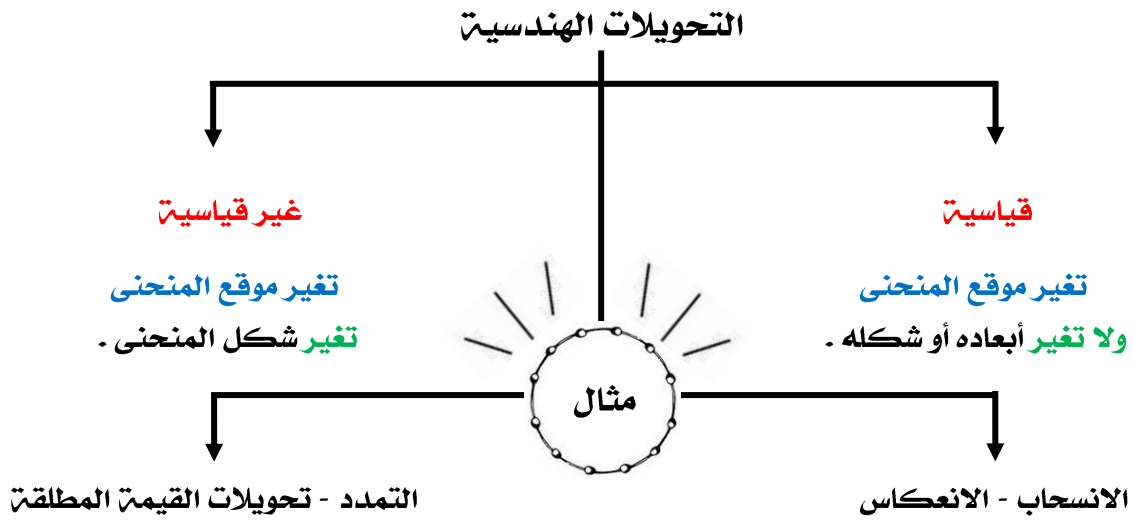 التحويلات الهندسية
قياسية
تغير موقع المنحنى
ولا تغير أبعاده أو شكله .
غير قياسية
تغير موقع المنحنى
تغير شكل المنحنى .
مثال
الانسحاب - الانعكاس
التمدد - تحويلات القيمة المطلقة